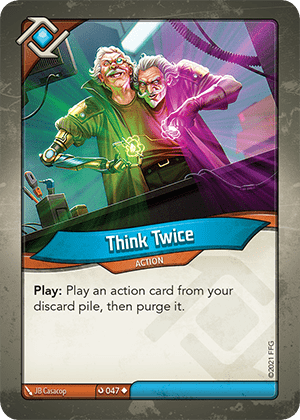 Think Twice
ACTION
Play: Play an action card from your
discard pile, then purge it.
©2021 FFG
JB Casacop
047